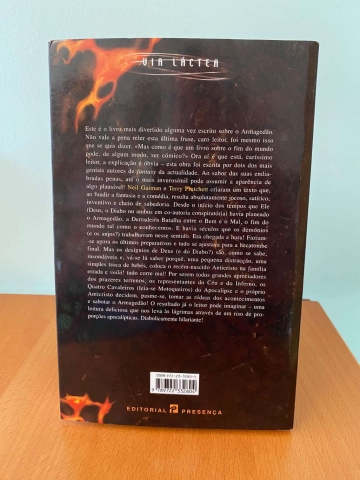 VIA LÁCTEA
Este é o livro mais divertido alguma vez escrito sobre o Armagedão.
Não vale a pena reler esta última frase, caro leitor, foi mesmo isso
que se quis dizer. «Mas como é que um livro sobre o fim do mundo
pode, de algum modo, ser cómico?» Ora aí é que está, caríssimo
leitor, a explicação é óbvia – esta obra foi escrita por dois dos mais
geniais autores de fantasy da actualidade. Ao sabor das suas endia-
bradas penas, até o mais inverosímil pode assumir a aparência de
algo plausível! Neil Gaiman e Terry Pratchett criaram um texto que,
ao fundir a fantasia e a comédia, resulta absolutamente jocoso, satírico,
inventivo e cheio de sabedoria. Desde o início dos tempos que Ele
(Deus, o Diabo ou ambos em co-autoria conspiratória) havia planeado
o Armagedão, a Derradeira Batalha entre o Bem e o Mal, o fim do
mundo tal como o conhecemos. E havia séculos que os demónios
(e os anjos?) trabalhavam nesse sentido. Era chegada a hora! Faziam-
-se agora os últimos preparativos e tudo se ajustava para a hecatombe
final. Mas os desígnios de Deus (e do Diabo?) são, como se sabe,
insondáveis e, vá-se lá saber porquê, uma pequena distracção, uma
simples troca de bebés, coloca o recém-nascido Anticristo na família
errada e voilà! tudo corre mal! Por serem todos grandes apreciadores
dos prazeres terrenos, os representantes do Céu e do Inferno, os
Quatro Cavaleiros (leia-se Motoqueiros) do Apocalipse e o próprio
Anticristo decidem, pasme-se, tomar as rédeas dos acontecimentos
e sabotar o Armagedão! O resultado já o leitor pode imaginar – uma
leitura deliciosa que nos leva às lágrimas através de um riso de pro-
porções apocalípticas. Diabolicamente hilariante!
EDITORIAL PRESENÇA